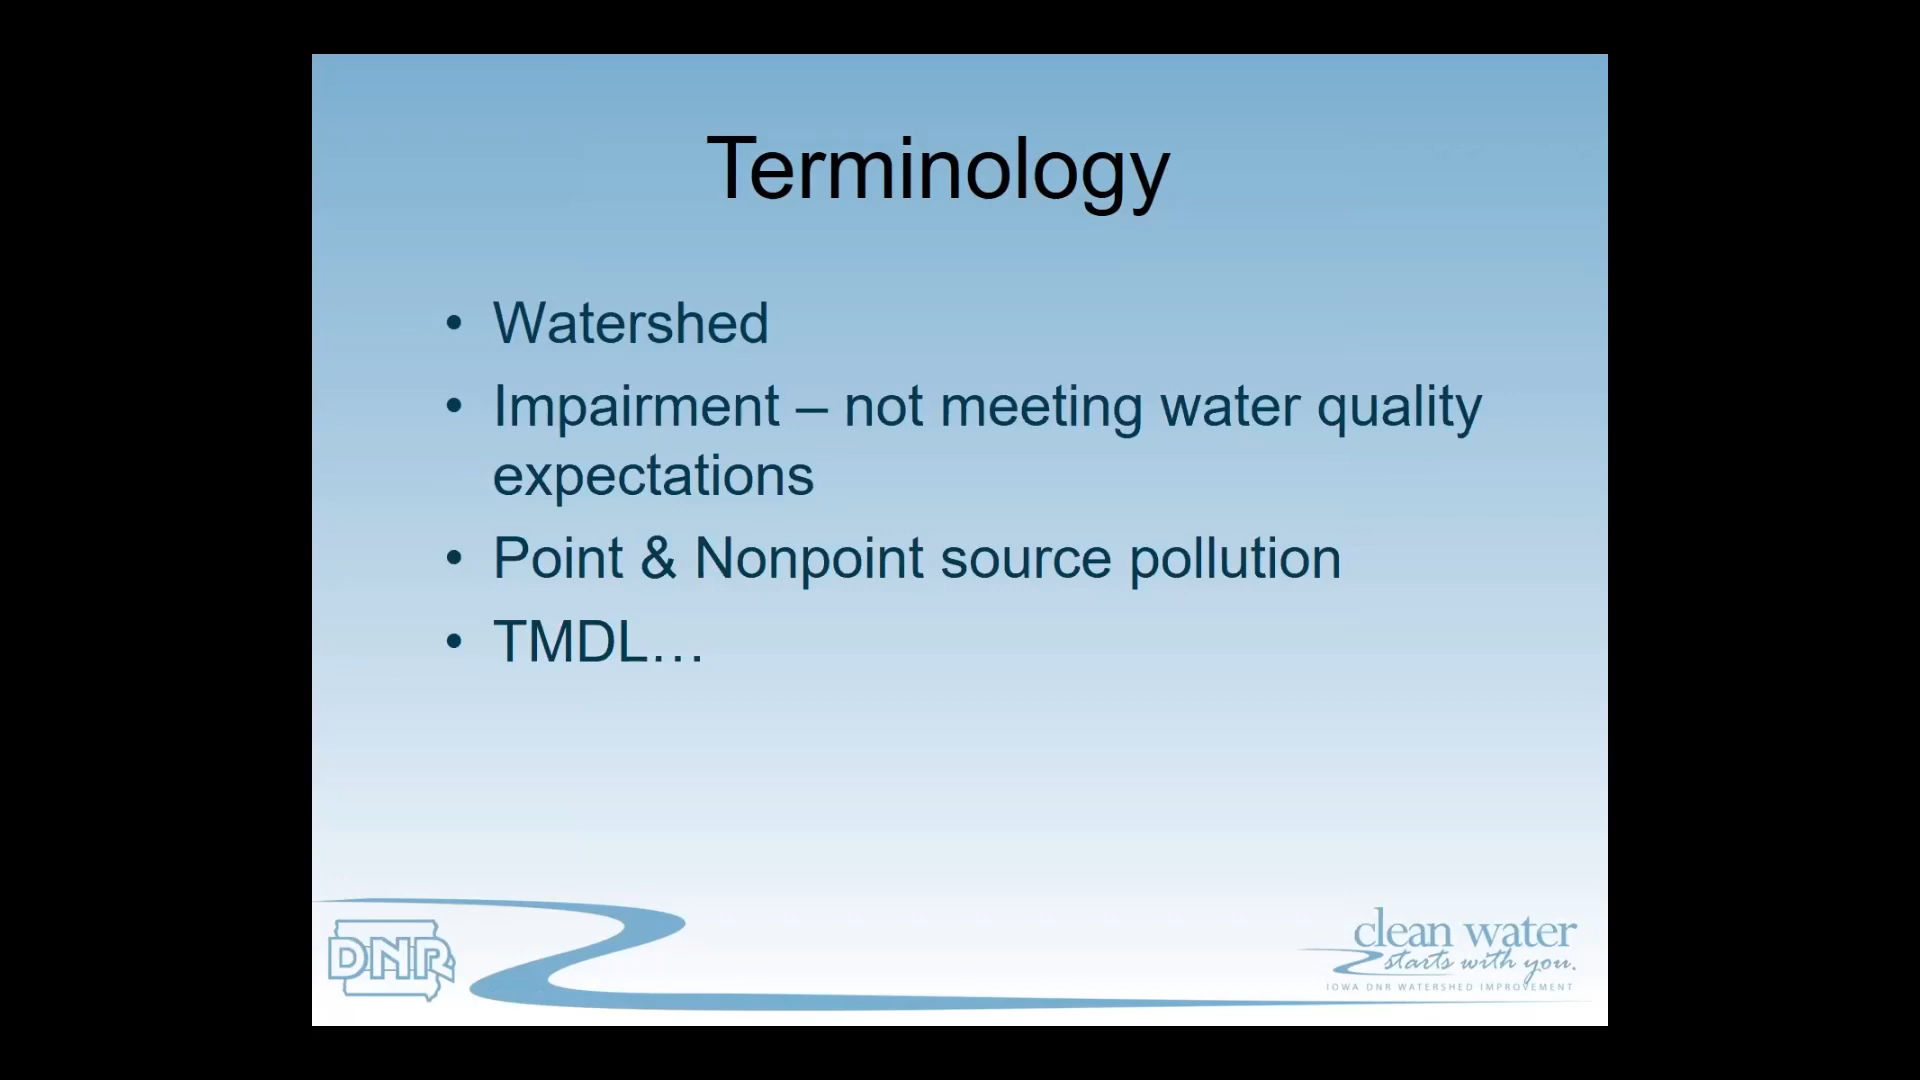 Terminology
• Watershed
• Impairment – not meeting water quality
expectations
• Point & Nonpoint source pollution
• TMDL…
DNR
clean water
starts with you.
IOWA DNR WATERSHED IMPROVEMENT